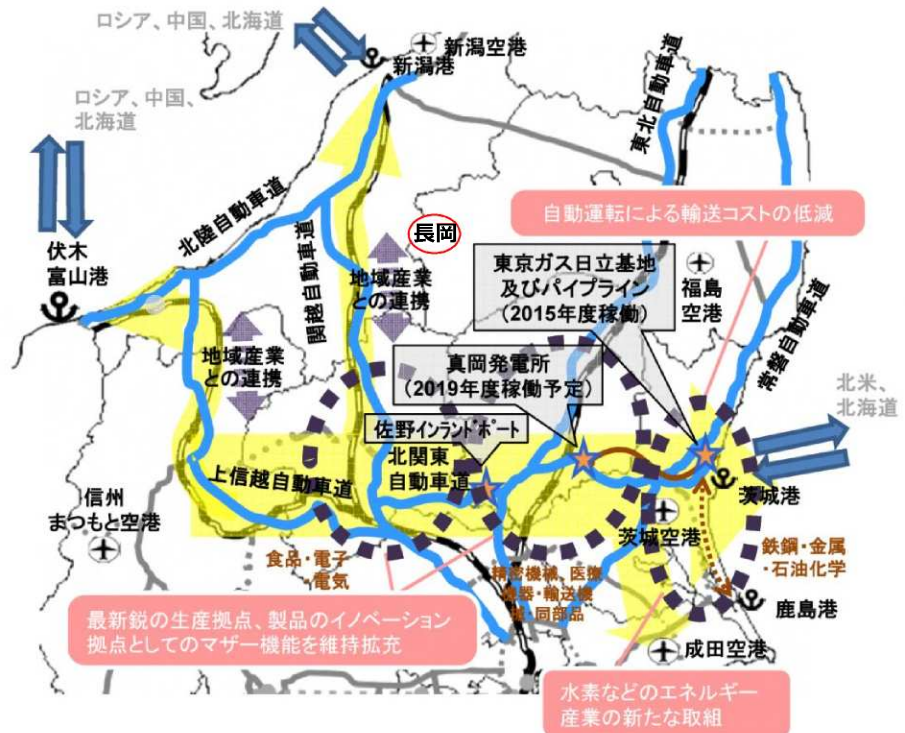 ロシア、中国、北海道
新潟空港
新潟港
ロシア、中国、
北海道
東北自動車道
北陸自動車道
自動運転による輸送コストの低減
長岡
伏木
富山港
関越自動車道
地域産業
との連携
東京ガス日立基地
及びパイプライン
(2015年度稼働)
福島
空港
常磐自動車道
地域産業
との連携
真岡発電所
(2019年度稼働予定)
北米、
北海道
佐野インランドポート
北関東
自動車道
上信越自動車道
信州
まつもと空港
茨城港
茨城空港
食品・電子
・電気
精密機械、医療
機器・輸送機
械・同部品
鉄鋼・金属
・石油化学
鹿島港
最新鋭の生産拠点、製品のイノベーション
拠点としてのマザー機能を維持拡充
成田空港
水素などのエネルギー
産業の新たな取組